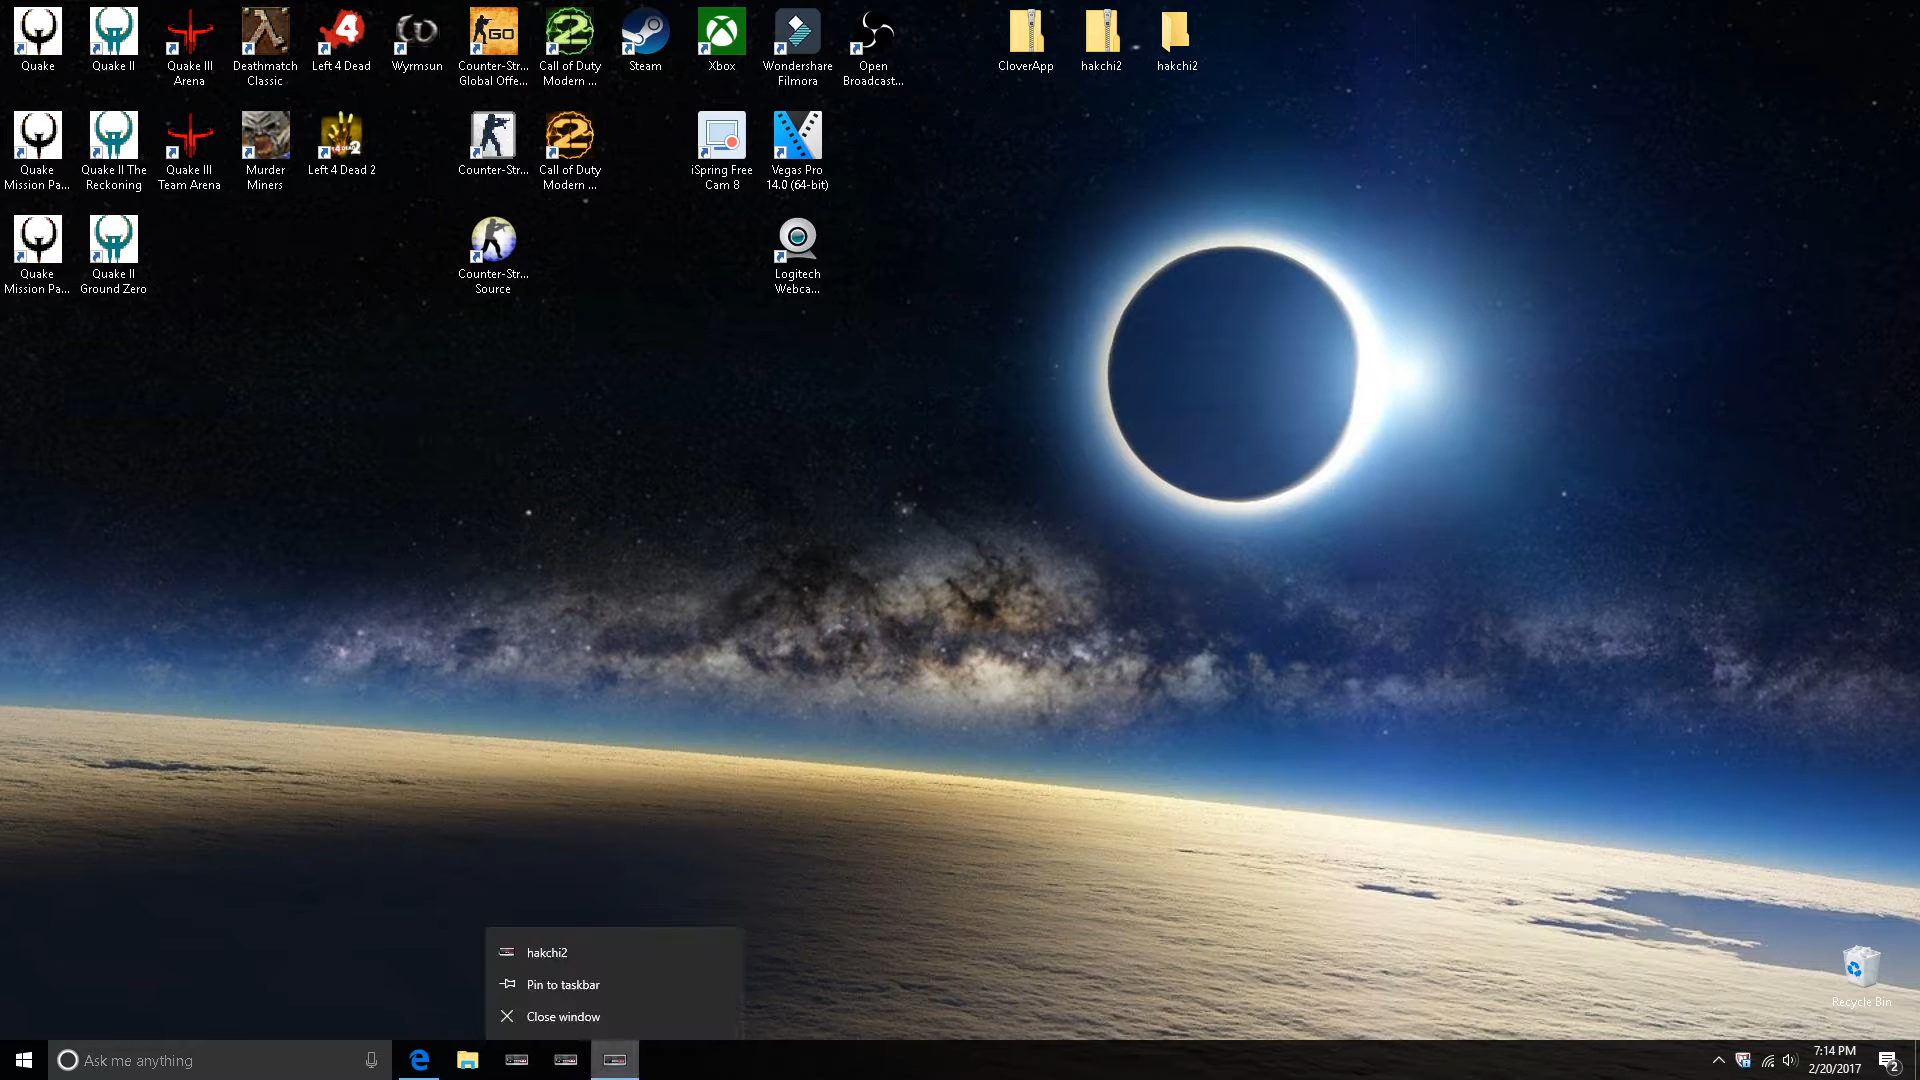 Quake
Quake II
Quake III
Arena
Deathmatch
Classic
Left 4 Dead
Wyrmsun
GO
Counter-Str...
Global Offe...
Call of Duty
Modern ...
Steam
Xbox
Wondershare
Filmora
Open
Broadcast...
CloverApp
hakchi2
hakchi2
Quake
Mission Pa...
Quake II The
Reckoning
Quake III
Team Arena
Murder
Miners
Left 4 Dead 2
Counter-Str...
Call of Duty
Modern ...
iSpring Free
Cam 8
Vegas Pro
14.0 (64-bit)
Quake
Mission Pa...
Quake II
Ground Zero
Counter-Str...
Source
Logitech
Webca...
hakchi2
Pin to taskbar
Close window
Recycle Bin
Ask me anything
7:14 PM
2/20/2017
2